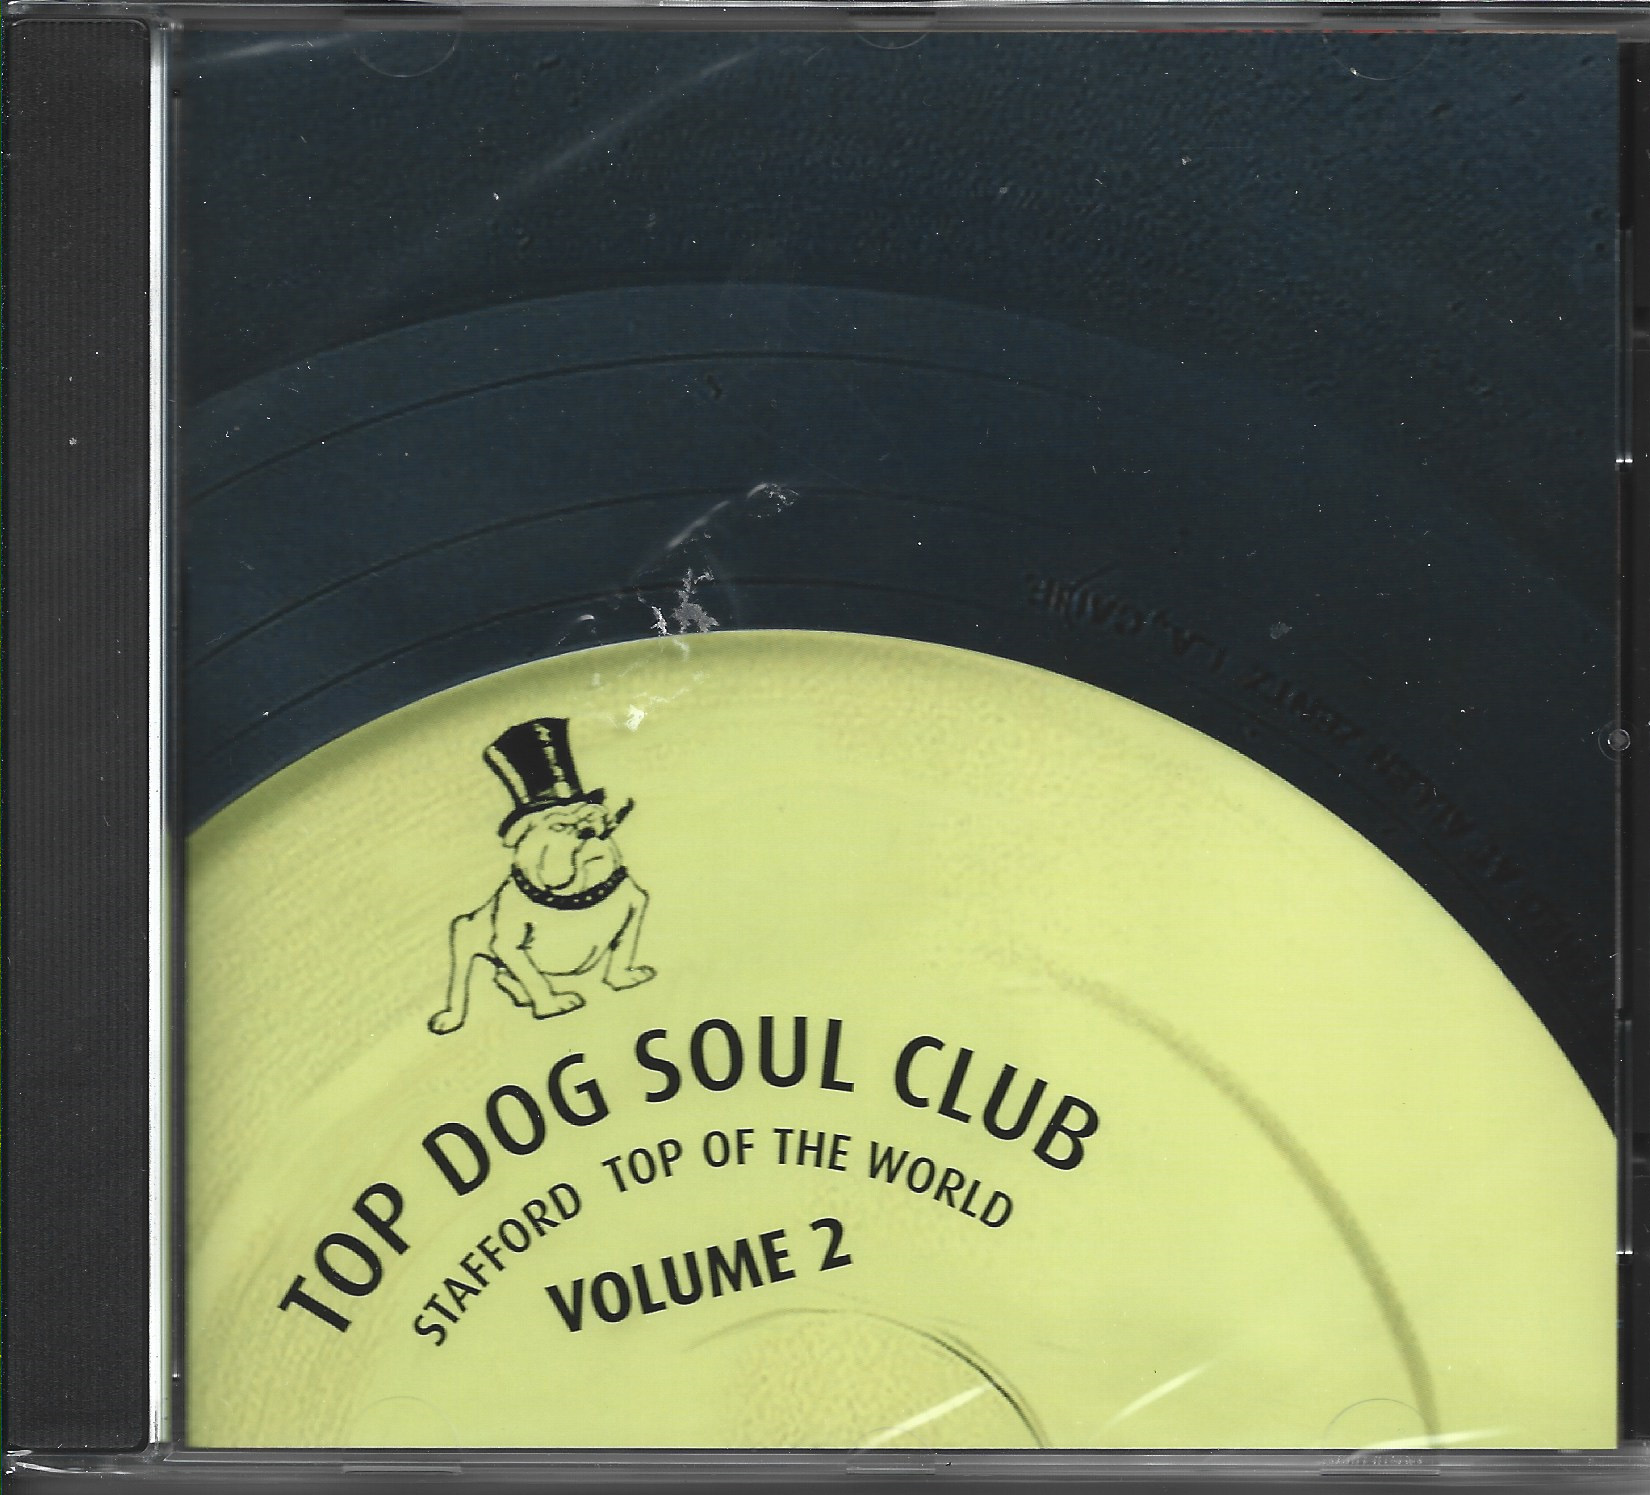 TOP DOG SOUL CLUB
STAFFORD TOP OF THE WORLD
VOLUME 2